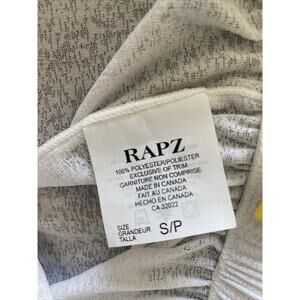 RAPZ
100% POLYESTER/POLIESTER
EXCLUSIVE OF TRIM
GARNITURE NON COMPRISE
MADE IN CANADA
FAIT AU CANADA
HECHO EN CANADA
CA 32022
SIZE
GRANDEUR
TALLA
S/P